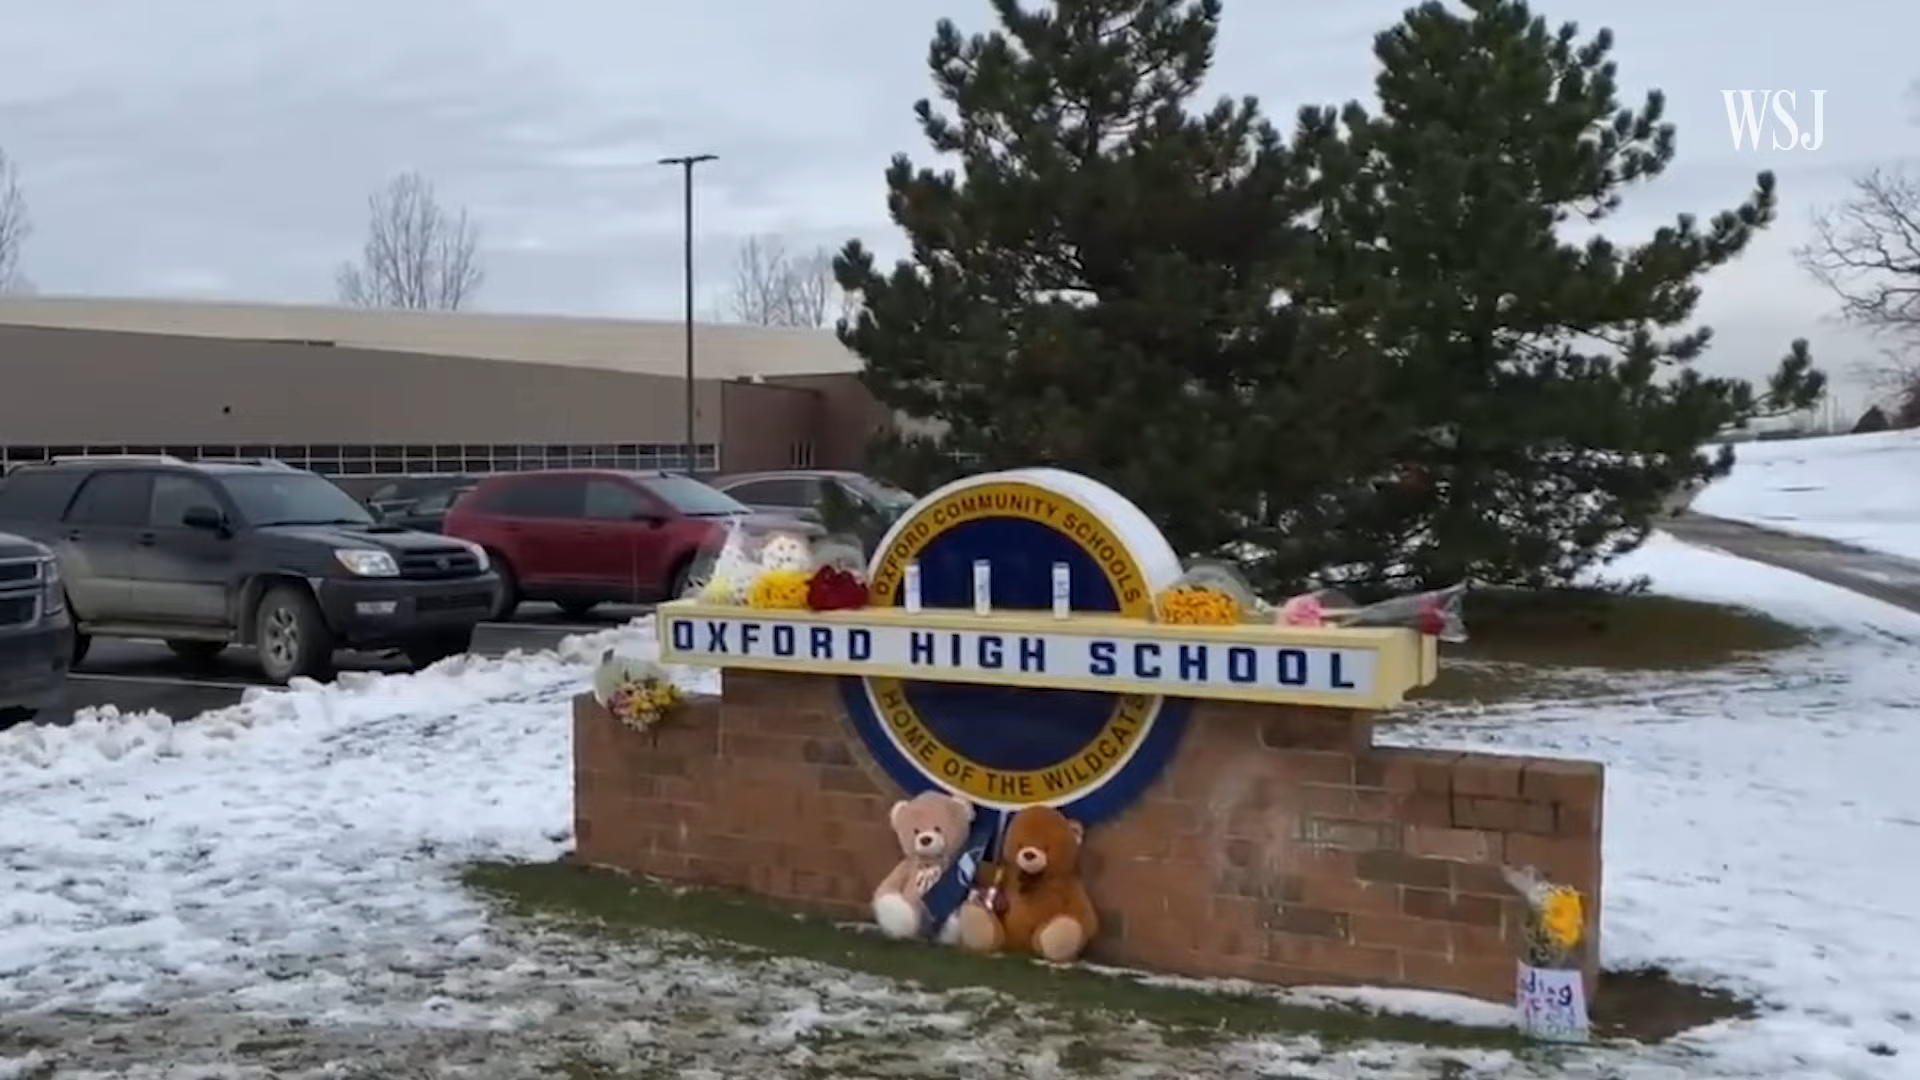 WSJ
OXFORD COMMUNITY SCHOOLS
OXFORD HIGH SCHOOL
HOME OF THE WILDCATS